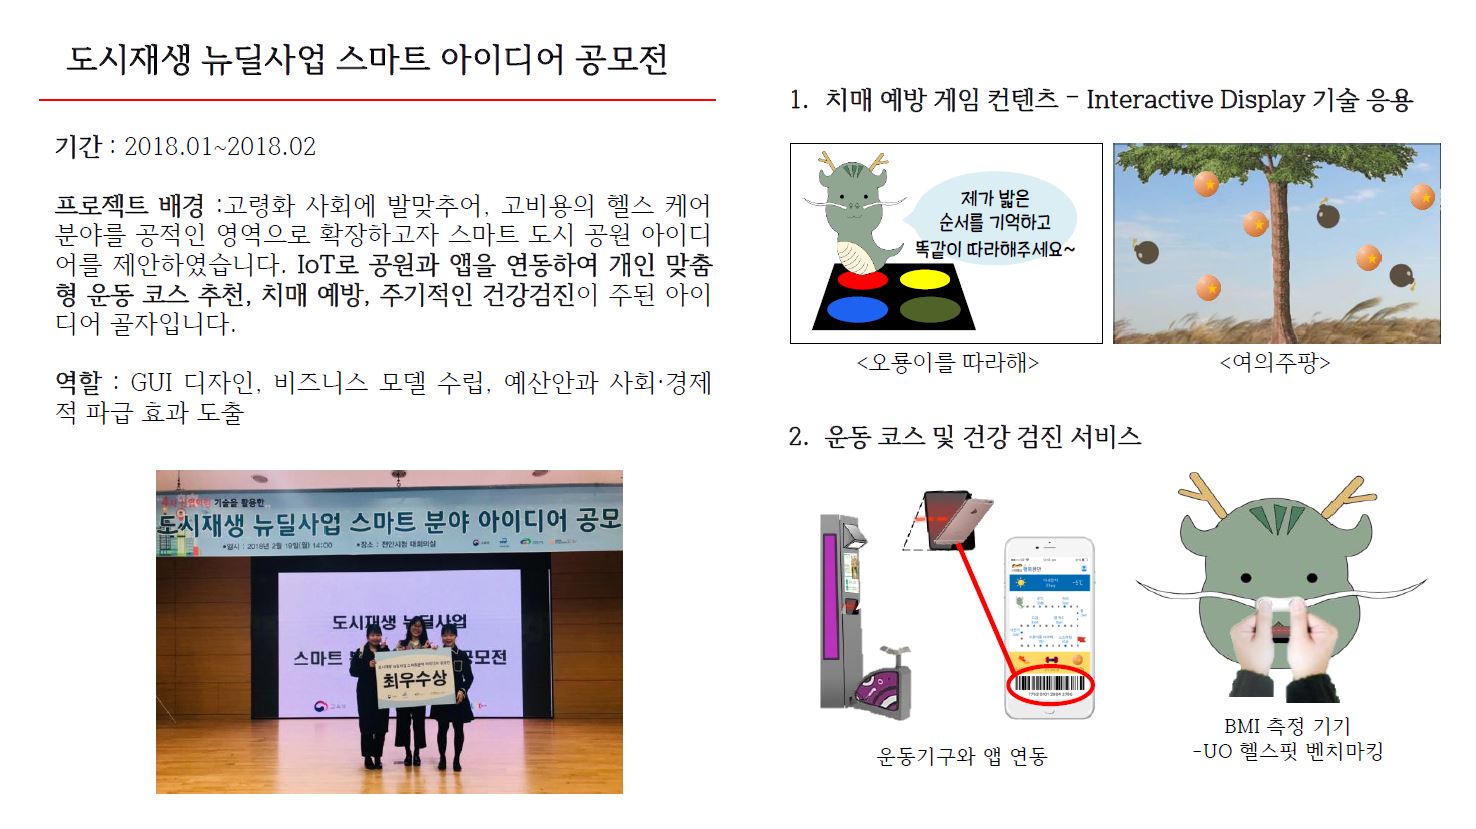 도시재생 뉴딜사업 스마트 아이디어 공모전
기간 : 2018.01~2018.02
프로젝트 배경 :고령화 사회에 발맞추어, 고비용의 헬스 케어
분야를 공적인 영역으로 확장하고자 스마트 도시 공원 아이디
어를 제안하였습니다. IoT로 공원과 앱을 연동하여 개인 맞춤
형 운동 코스 추천, 치매 예방, 주기적인 건강검진이 주된 아이
디어 골자입니다.
역할 : GUI 디자인, 비즈니스 모델 수립, 예산안과 사회·경제
적 파급 효과 도출
기술을 활용한
도시재생 뉴딜사업 스마트 분야 아이디어 공모
•일시 : 2018년 2월 19일(월) 14:00 •장소 : 천안시청 대회의실
도시재생 뉴딜사업
스마트 공모전
최우수상
교육부
1. 치매 예방 게임 컨텐츠 - Interactive Display 기술 응용
제가 밟은
순서를 기억하고
똑같이 따라해주세요~
<오룡이를 따라해>
<여의주팡>
2. 운동 코스 및 건강 검진 서비스
-5℃
운동기구와 앱 연동
BMI 측정 기기
-UO 헬스핏 벤치마킹